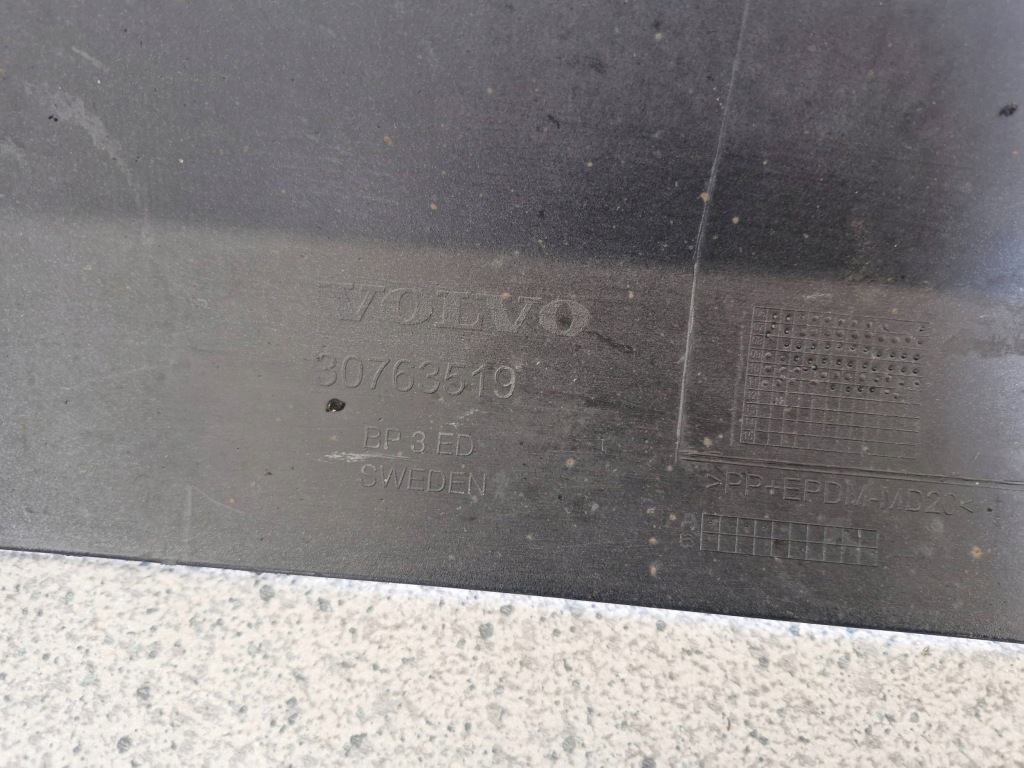 VOLVO
30763519
BP 3 ED
SWEDEN
>PP+EPDM-MD20<